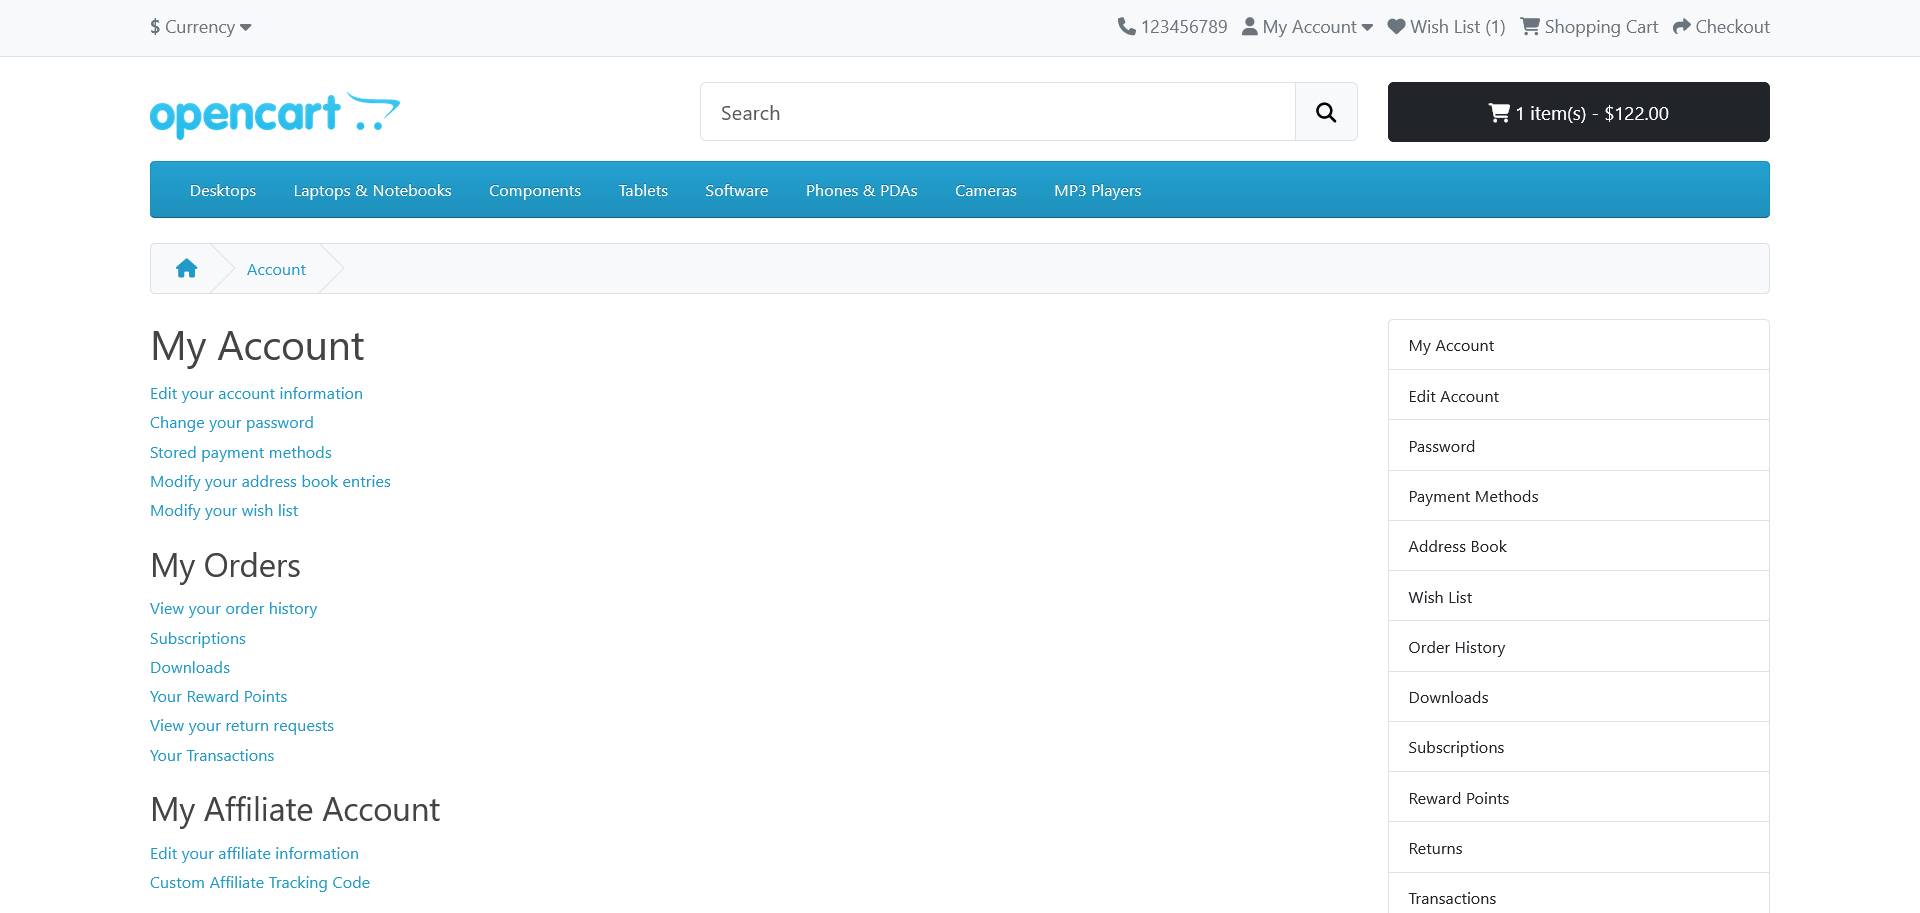 $ Currency
123456789 My Account Wish List (1) Shopping Cart Checkout
opencart
Search
1 item(s) - $122.00
Desktops Laptops & Notebooks Components Tablets Software Phones & PDAs Cameras MP3 Players
Account
My Account
Edit your account information
Change your password
Stored payment methods
Modify your address book entries
Modify your wish list
My Orders
View your order history
Subscriptions
Downloads
Your Reward Points
View your return requests
Your Transactions
My Affiliate Account
Edit your affiliate information
Custom Affiliate Tracking Code
My Account
Edit Account
Password
Payment Methods
Address Book
Wish List
Order History
Downloads
Subscriptions
Reward Points
Returns
Transactions